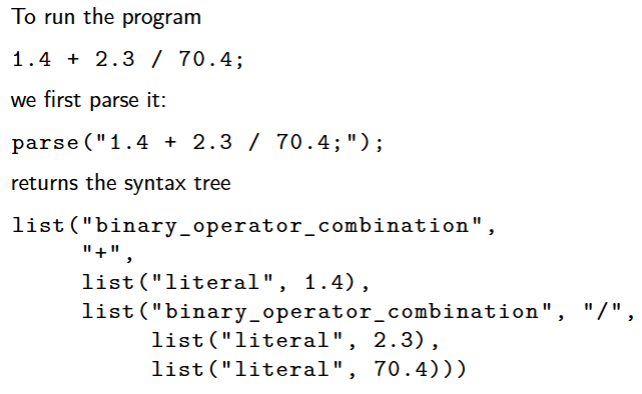 To run the program
1.4 + 2.3 / 70.4;
we first parse it:
parse("1.4 + 2.3 / 70.4;");
returns the syntax tree
list("binary_operator_combination",
"+",
list("literal", 1.4),
list("binary_operator_combination", "/",
list("literal", 2.3),
list("literal", 70.4)))